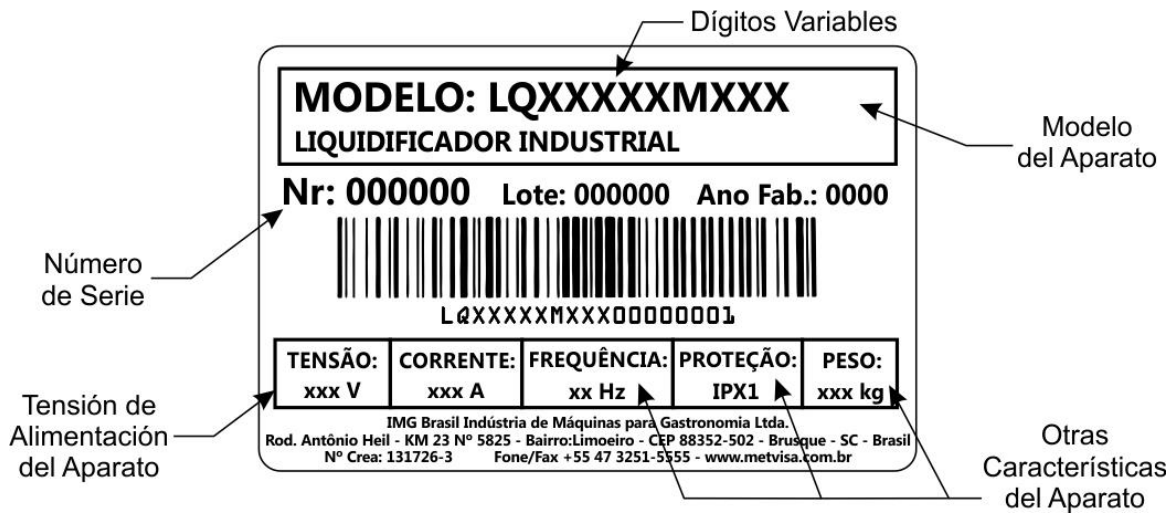 Dígitos Variables
MODELO: LQXXXXXMXXX
LIQUIDIFICADOR INDUSTRIAL
Modelo
del Aparato
Nr: 000000 Lote: 000000 Ano Fab.: 0000
Número
de Serie
LQXXXXXMXXX00000001
TENSÃO: CORRENTE: FREQUÊNCIA: PROTEÇÃO: PESO:
xxx V xxx A xx Hz IPX1 xxx kg
Tensión de
Alimentación
del Aparato
IMG Brasil Indústria de Máquinas para Gastronomia Ltda.
Rod. Antônio Heil - KM 23 Nº 5825 - Bairro:Limoeiro - CEP 88352-502 - Brusque - SC - Brasil
Nº Crea: 131726-3 Fone/Fax +55 47 3251-5555 - www.metvisa.com.br
Otras
Características
del Aparato